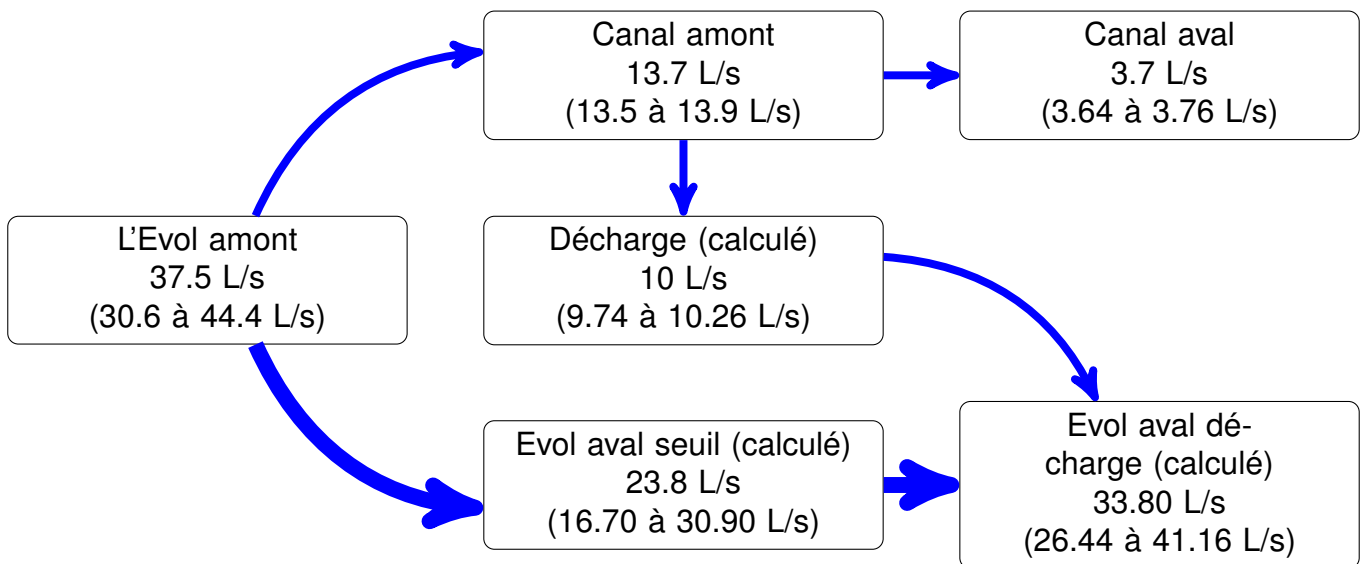 Canal amont
13.7 L/s
(13.5 à 13.9 L/s)
Canal aval
3.7 L/s
(3.64 à 3.76 L/s)
L'Evol amont
37.5 L/s
(30.6 à 44.4 L/s)
Décharge (calculé)
10 L/s
(9.74 à 10.26 L/s)
Evol aval seuil (calculé)
23.8 L/s
(16.70 à 30.90 L/s)
Evol aval dé-
charge (calculé)
33.80 L/s
(26.44 à 41.16 L/s)